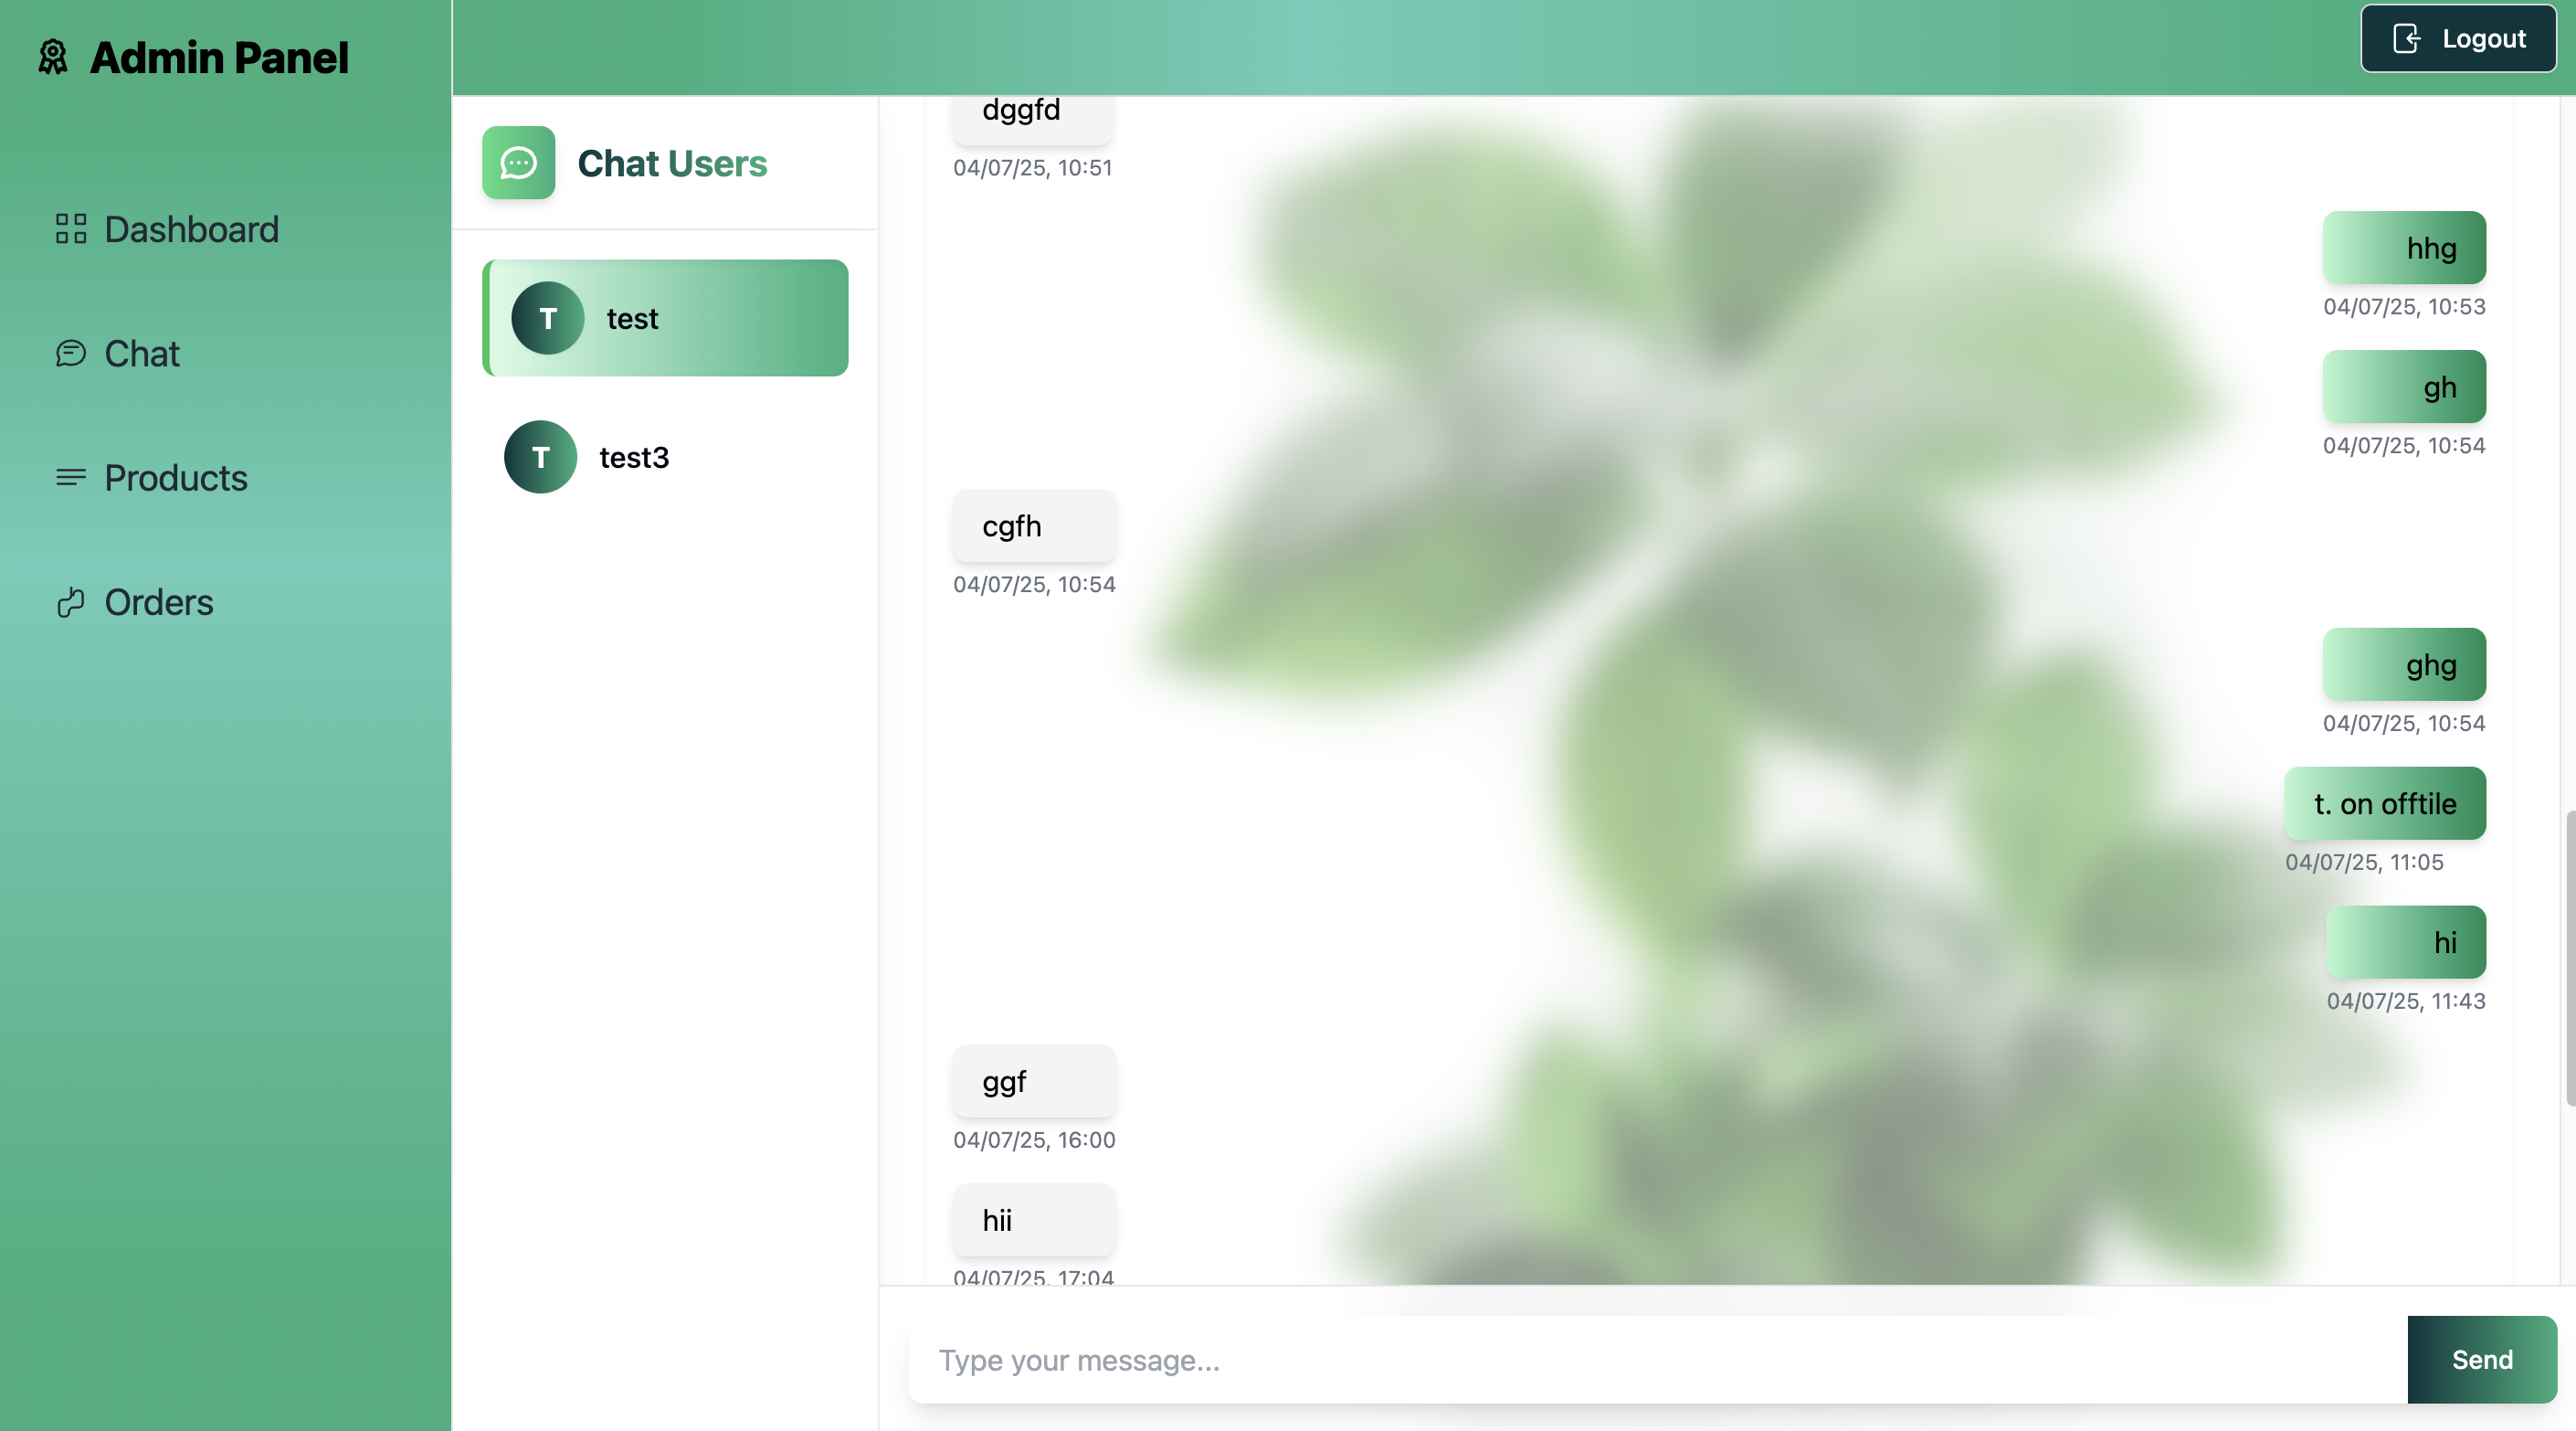 Admin Panel
Dashboard
Chat
Products
Orders
Logout
Chat Users
T
test
T
test3
dggfd
04/07/25, 10:51
hhg
04/07/25, 10:53
gh
04/07/25, 10:54
cgfh
04/07/25, 10:54
ghg
04/07/25, 10:54
t. on offtile
04/07/25, 11:05
hi
04/07/25, 11:43
ggf
04/07/25, 16:00
hii
04/07/25, 17:04
Type your message...
Send